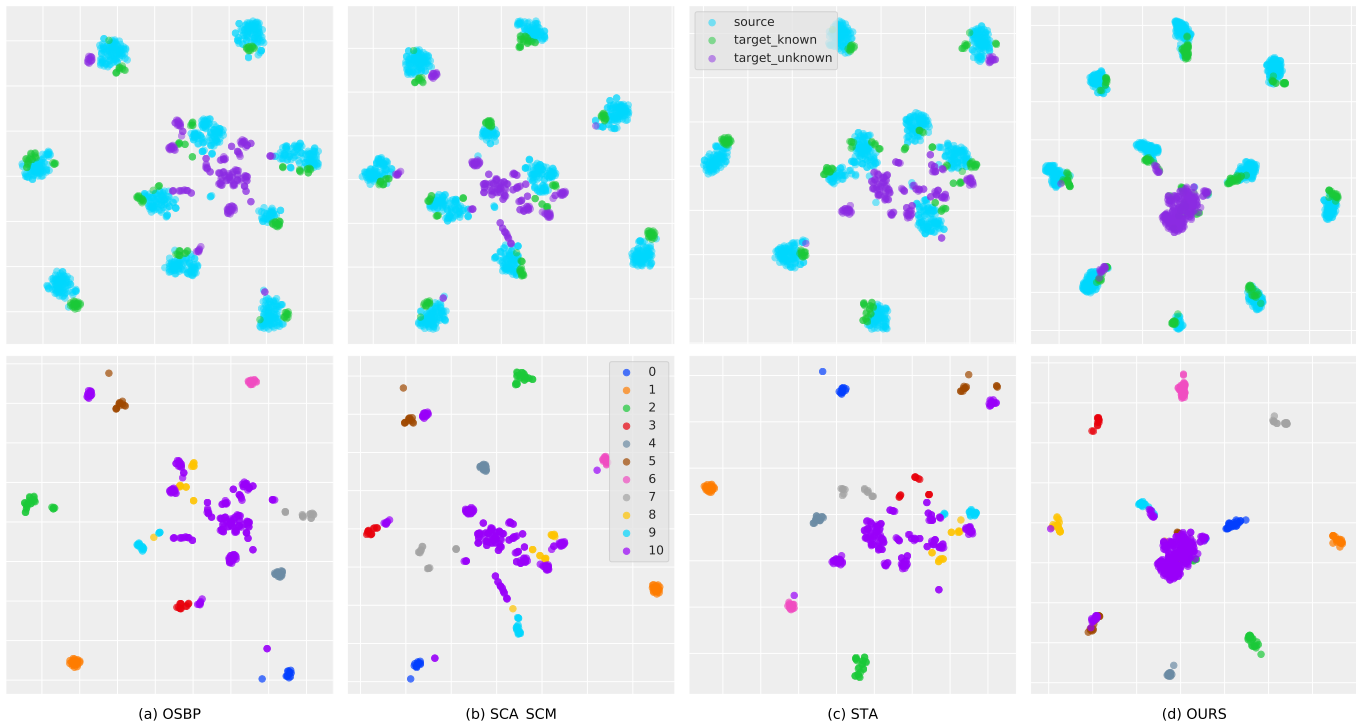 source
target_known
target_unknown
0
1
2
3
4
5
6
7
8
9
10
(a) OSBP
(b) SCA_SCM
(c) STA
(d) OURS